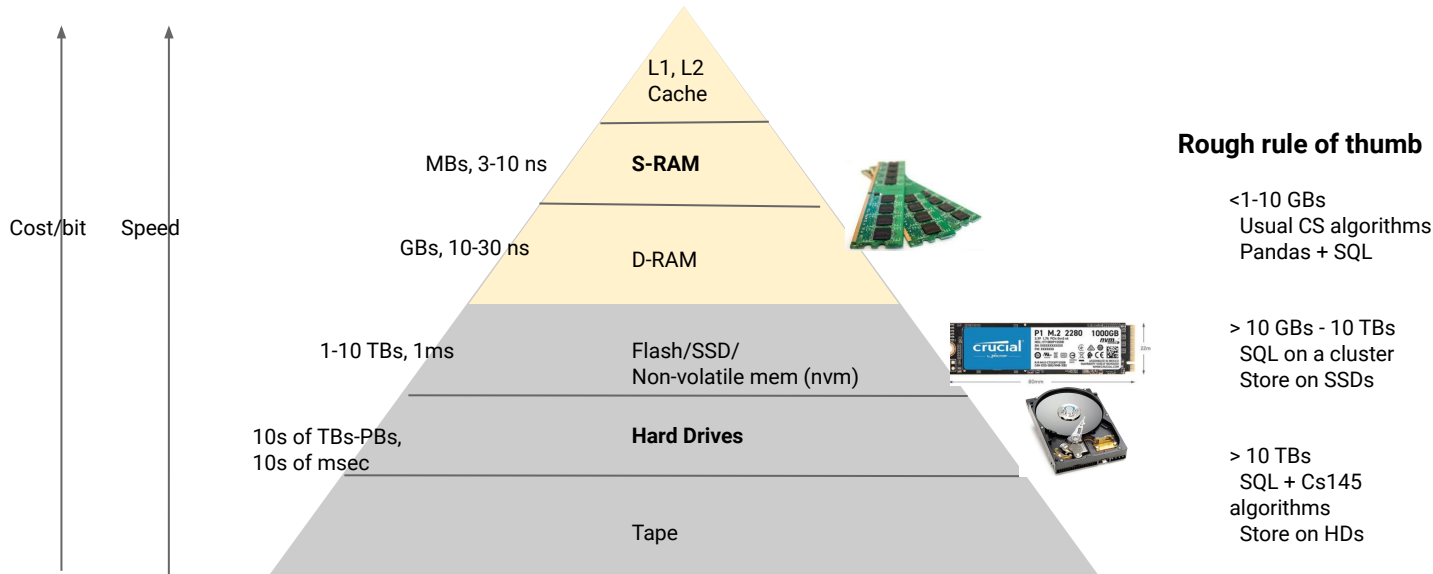 L1, L2
Cache
MBs, 3-10 ns
S-RAM
Rough rule of thumb
Cost/bit
Speed
GBs, 10-30 ns
D-RAM
<1-10 GBs
Usual CS algorithms
Pandas + SQL
1-10 TBs, 1ms
Flash/SSD/
Non-volatile mem (nvm)
crucial
P1 M.2 2280 1000GB
nvm
80mm
> 10 GBs - 10 TBs
SQL on a cluster
Store on SSDs
10s of TBs-PBs,
10s of msec
Hard Drives
> 10 TBs
SQL + Cs145
algorithms
Store on HDs
Tape